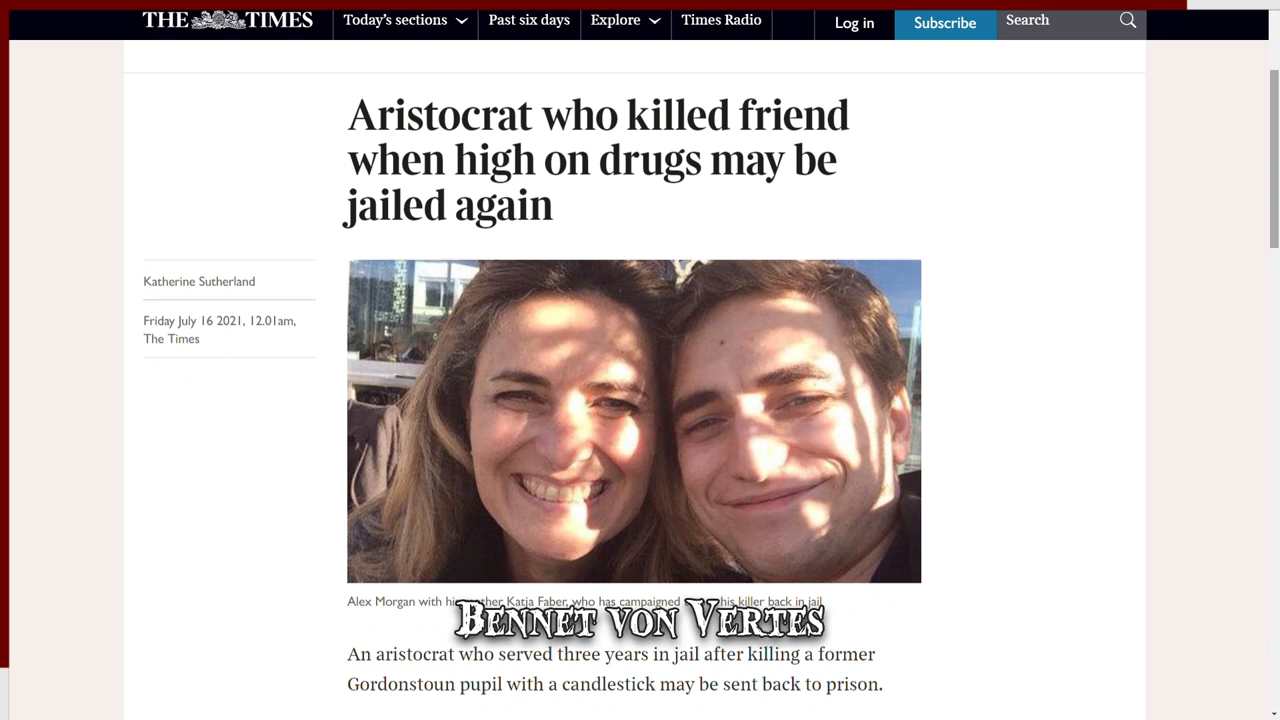 THE TIMES
Today's sections
Past six days
Explore
Times Radio
Log in
Subscribe
Search
Aristocrat who killed friend
when high on drugs may be
jailed again
Katherine Sutherland
Friday July 16 2021, 12.01am,
The Times
Alex Morgan with his mother, Katja Faber, who has campaigned his killer back in jail
Bennet von Vertes
An aristocrat who served three years in jail after killing a former
Gordonstoun pupil with a candlestick may be sent back to prison.